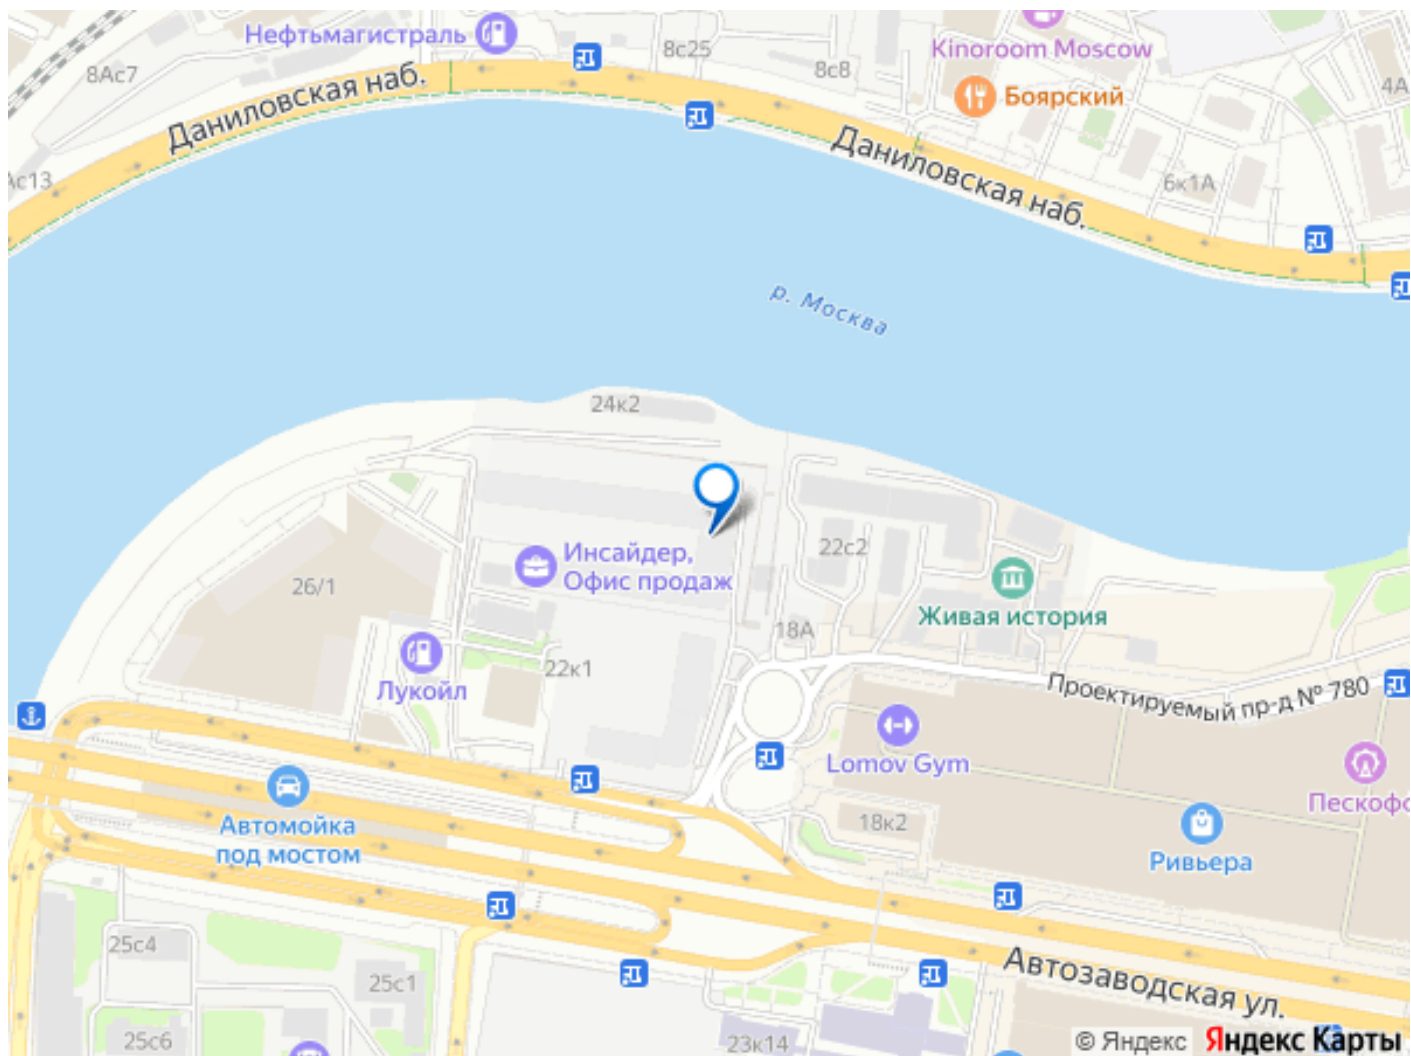 Нефтьмагистраль
8с25
8Ас7
8с8
Kinoroom Moscow
Боярский
4А
Даниловская наб.
Даниловская наб.
6к1А
Ас13
р. Москва
24к2
Инсайдер,
Офис продаж
22с2
26/1
Живая история
18А
22к1
Лукойл
Проектируемый пр-д № 780
Lomov Gym
Пескофо
Автомойка
под мостом
18к2
Ривьера
25с4
25с1
Автозаводская ул.
25с6
23к14
© Яндекс Яндекс Карты